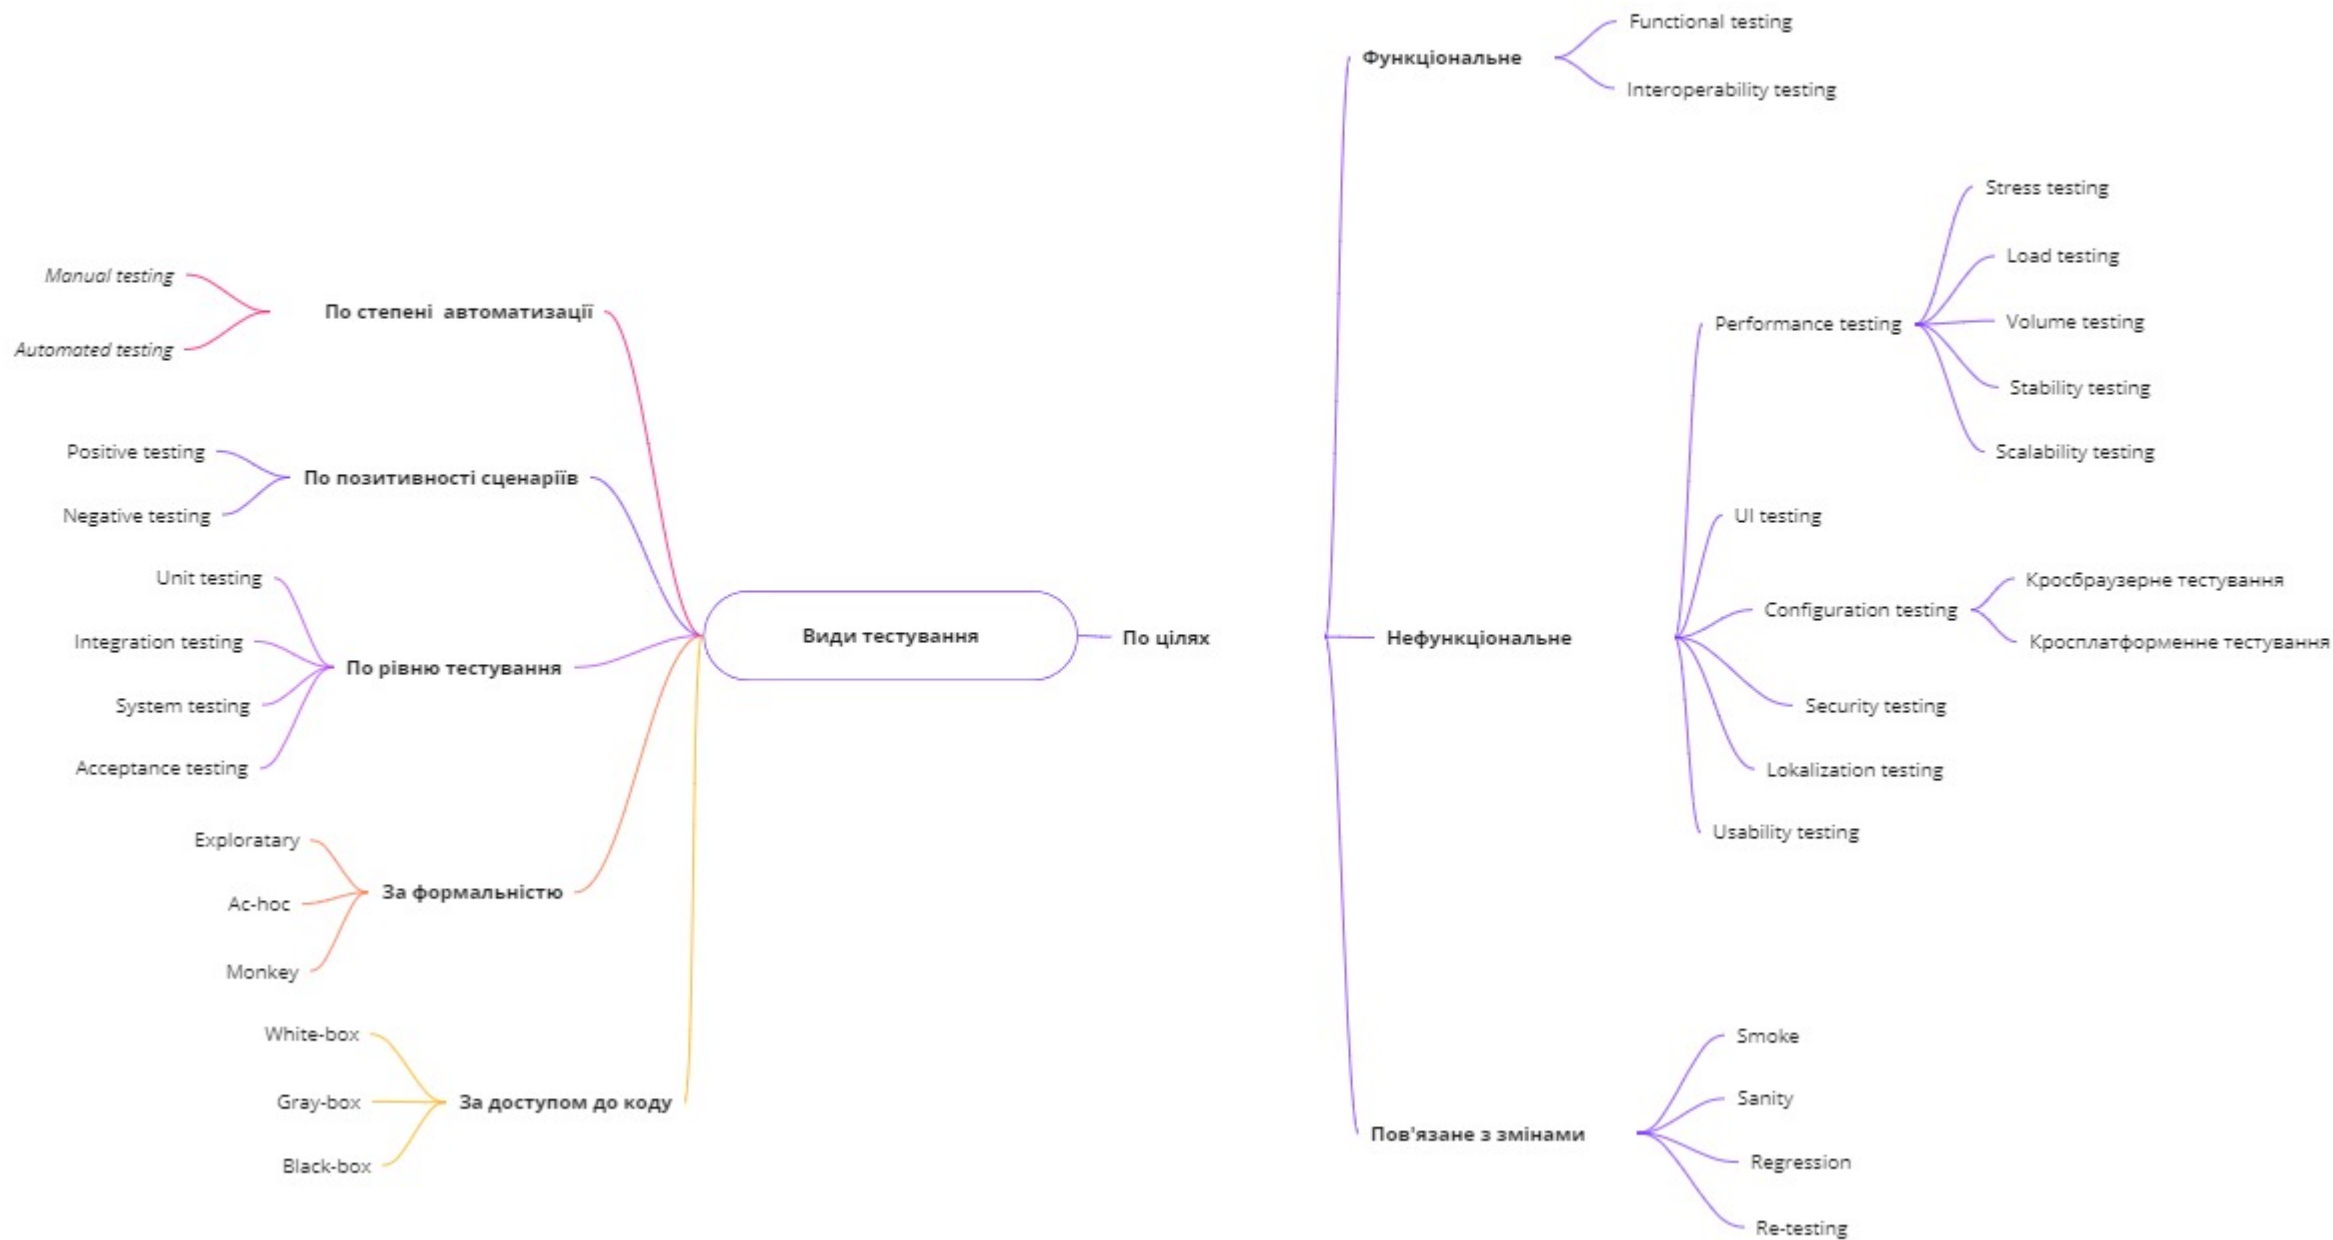 Види тестування
По степені  автоматизації
Manual testing
Automated testing
По позитивності сценаріїв
Positive testing
Negative testing
По рівню тестування
Unit testing
Integration testing
System testing
Acceptance testing
За формальністю
Exploratary
Ac-hoc
Monkey
За доступом до коду
White-box
Gray-box
Black-box
По цілях
Функціональне
Functional testing
Interoperability testing
Нефункціональне
Performance testing
Stress testing
Load testing
Volume testing
Stability testing
Scalability testing
UI testing
Configuration testing
Кросбраузерне тестування
Кросплатформенне тестування
Security testing
Lokalization testing
Usability testing
Пов'язане з змінами
Smoke
Sanity
Regression
Re-testing